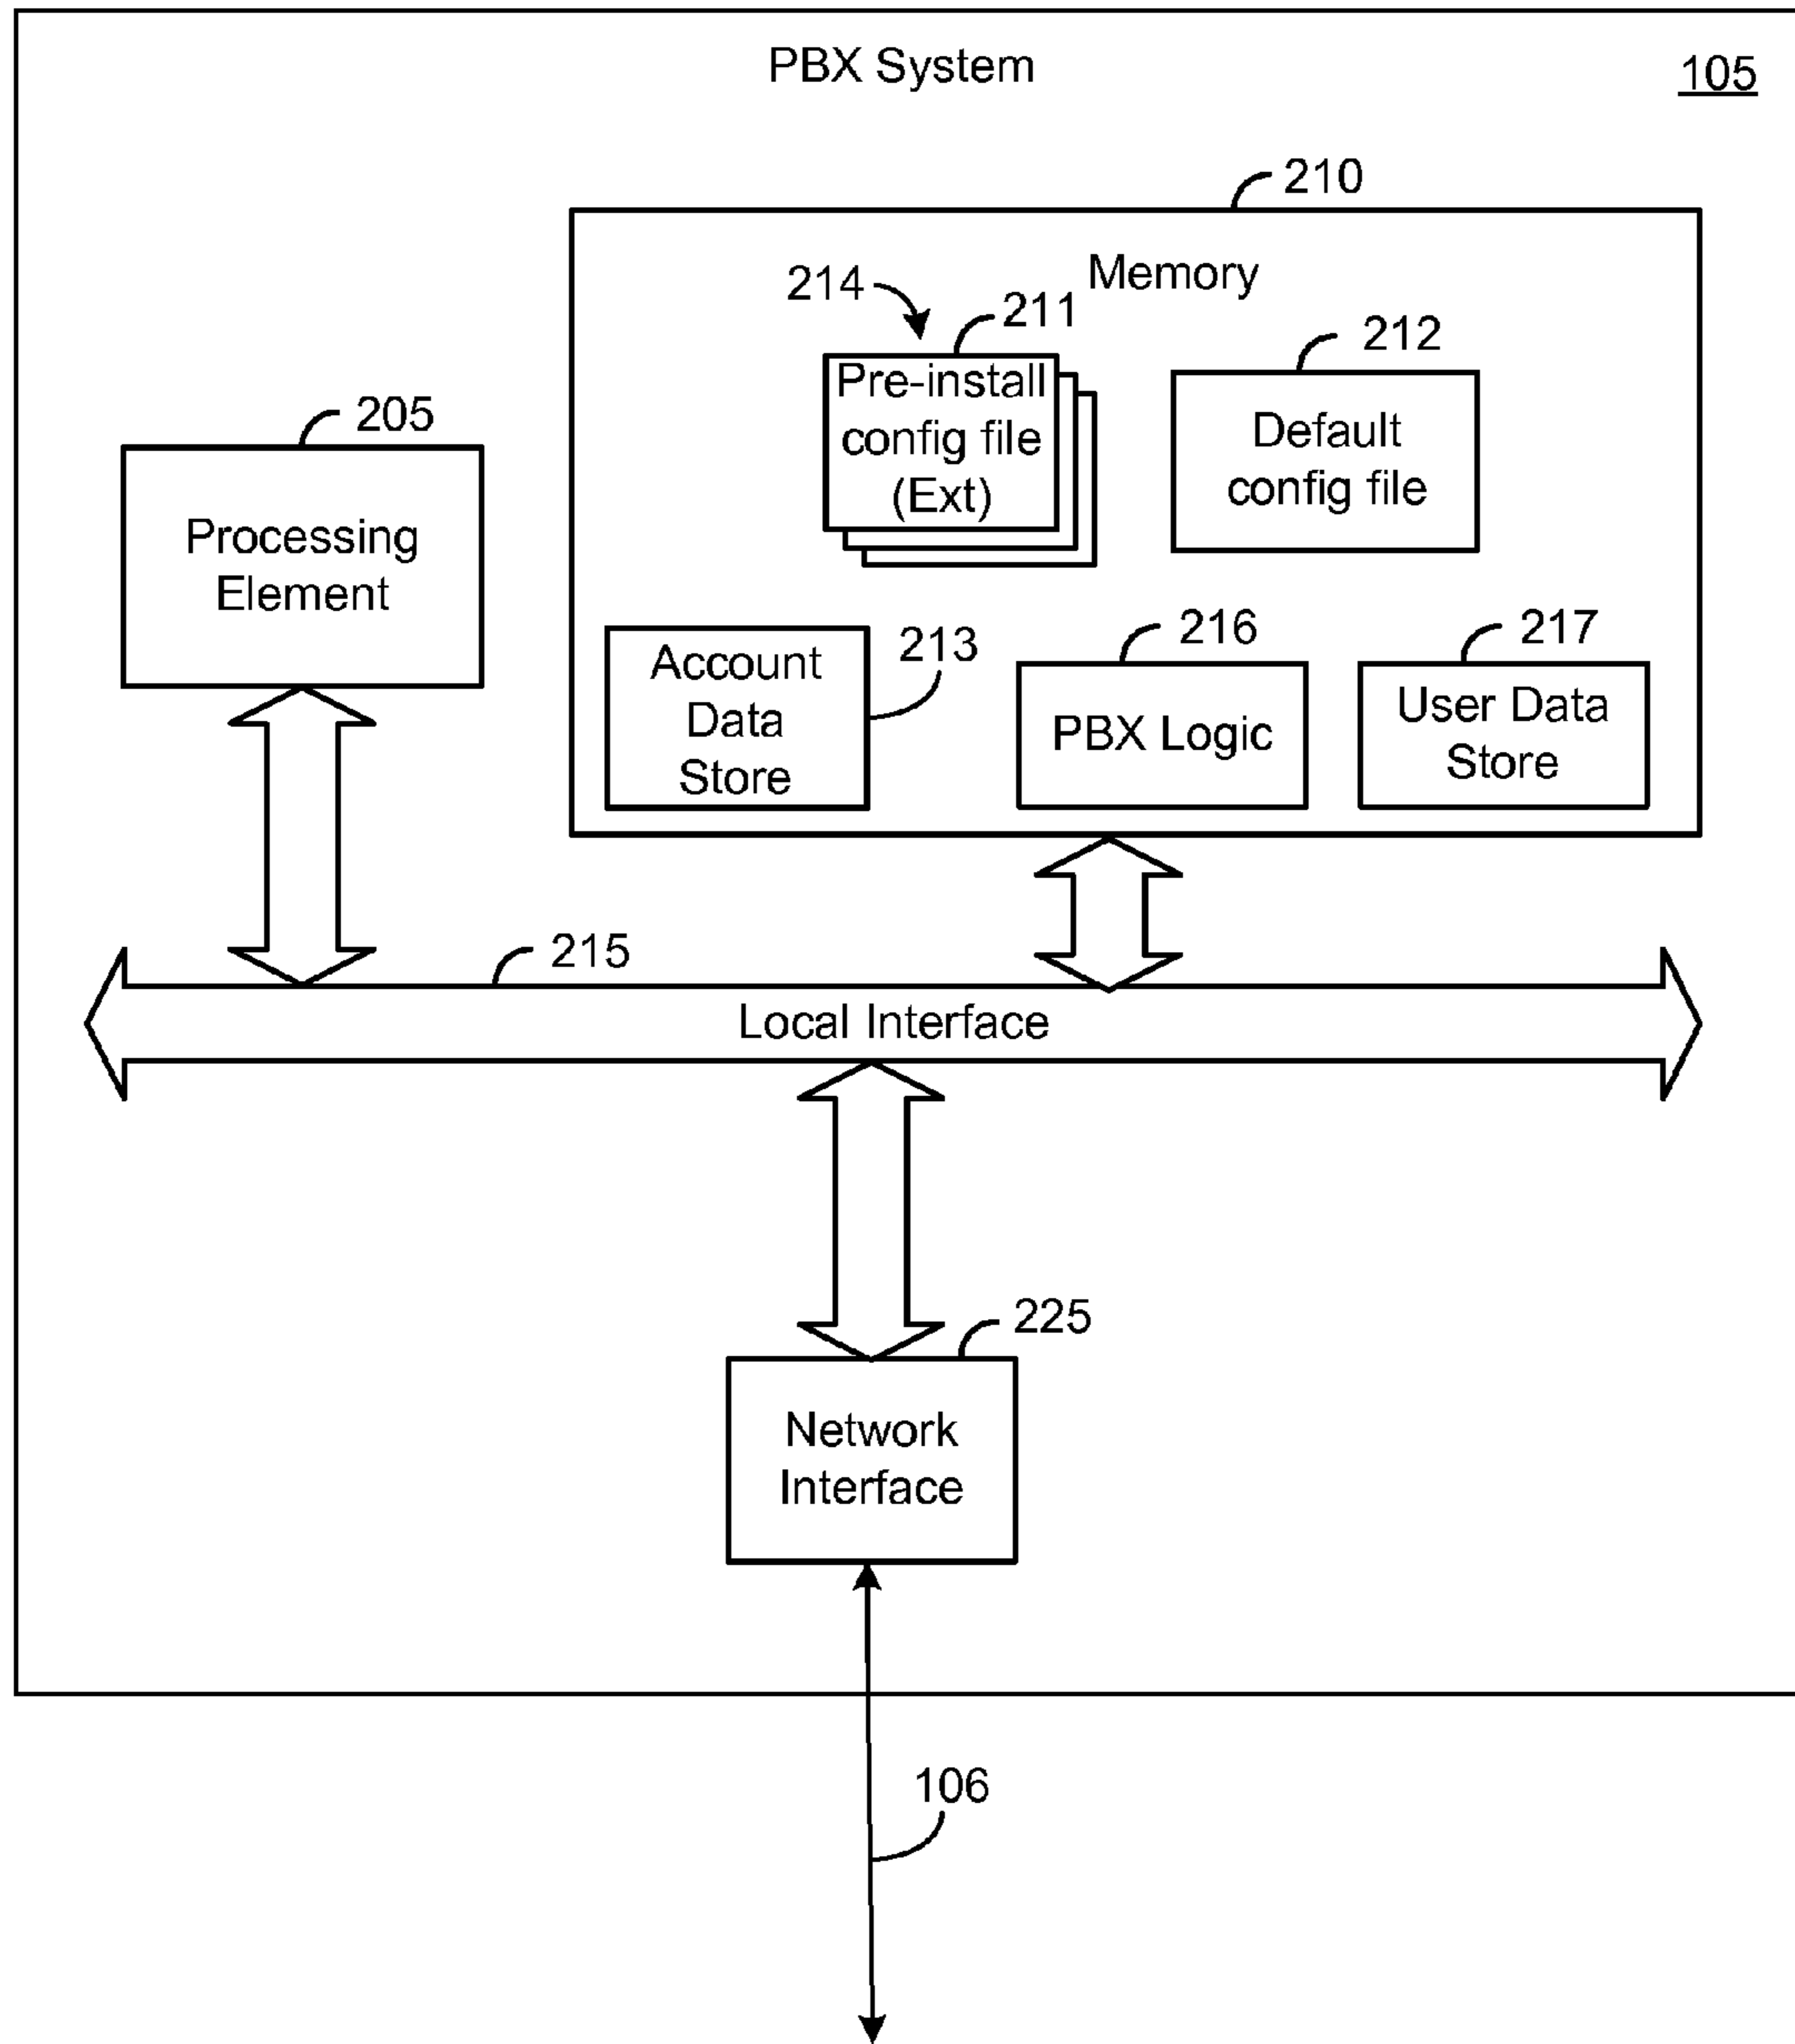 PBX System
105
210
Memory
214
211
Pre-install
config file
(Ext)
212
Default
config file
205
Processing
Element
213
Account
Data
Store
216
PBX Logic
217
User Data
Store
215
Local Interface
225
Network
Interface
106